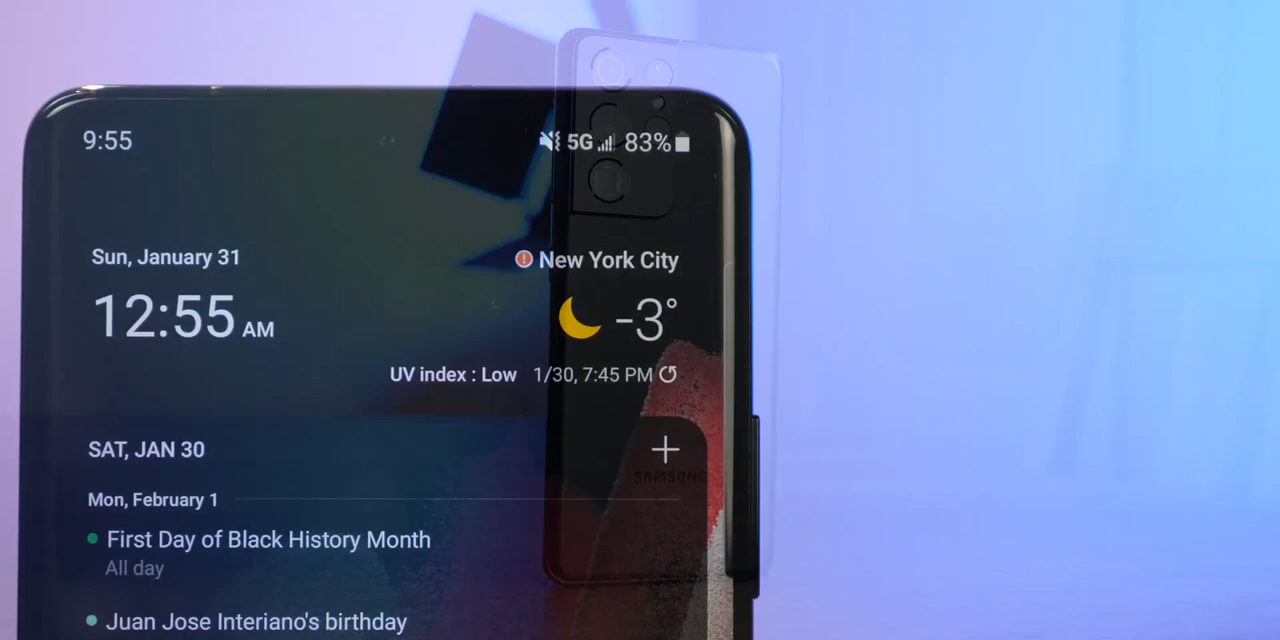 9:55 5G 83%
Sun, January 31 New York City
12:55 AM -3°
UV index : Low 1/30, 7:45 PM
SAT, JAN 30
SAMSUNG
Mon, February 1
First Day of Black History Month
All day
Juan Jose Interiano's birthday